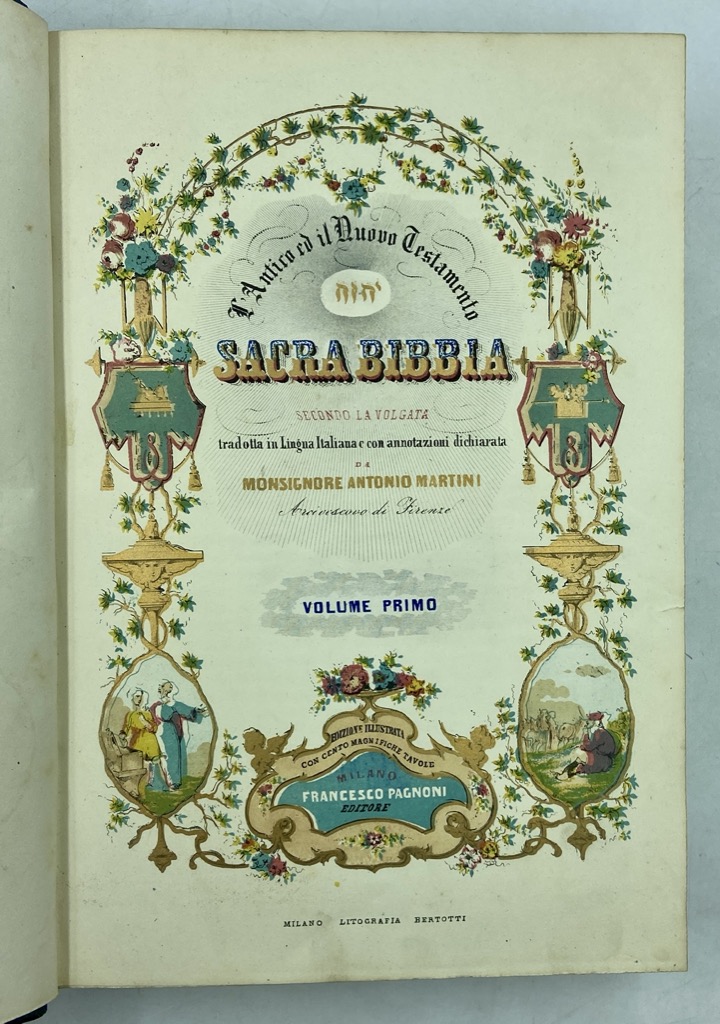 L'Antico ed il Nuovo Testamento
יהוה
SACRA BIBBIA
SECONDO LA VOLGATA
tradotta in Lingua Italiana e con annotazioni dichiarata
DA
MONSIGNORE ANTONIO MARTINI
Arcivescovo di Firenze
VOLUME PRIMO
EDIZIONE ILLUSTRATA
CON CENTO MAGNIFICHE TAVOLE
MILANO
FRANCESCO PAGNONI
EDITORE
MILANO LITOGRAFIA BERTOTTI